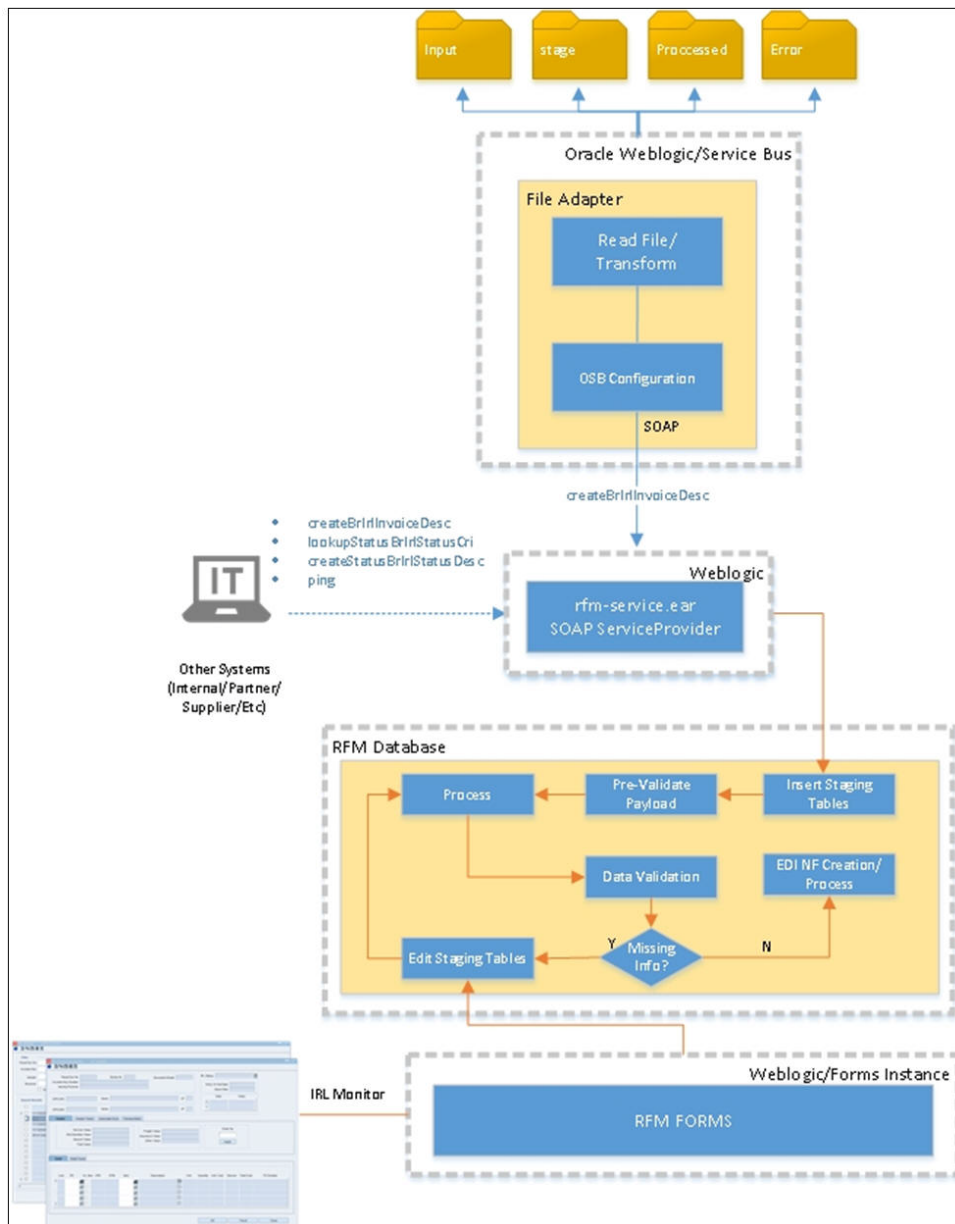 Input
stage
Proccessed
Error
Oracle Weblogic/Service Bus
File Adapter
Read File/
Transform
OSB Configuration
SOAP
createBrIrlInvoiceDesc
createBrIrlInvoiceDesc
lookupStatusBrIrlStatusCri
createStatusBrIrlStatusDesc
ping
IT
Other Systems
(Internal/Partner/
Supplier/Etc)
Weblogic
rfm-service.ear
SOAP ServiceProvider
RFM Database
Process
Pre-Validate
Payload
Insert Staging
Tables
Data Validation
EDI NF Creation/
Process
Edit Staging Tables
Y
Missing
Info?
N
IRL Monitor
Weblogic/Forms Instance
RFM FORMS